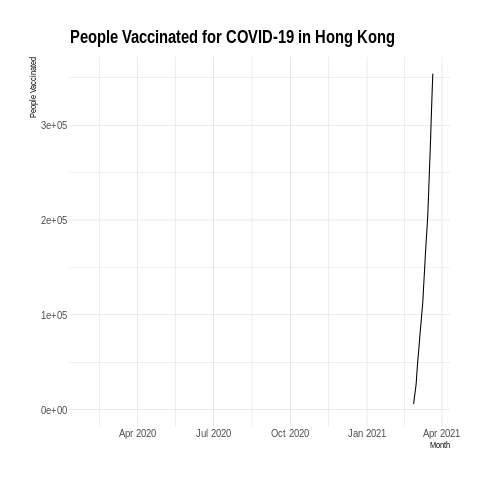 People Vaccinated for COVID-19 in Hong Kong
People Vaccinated
3e+05
2e+05
1e+05
0e+00
Apr 2020 Jul 2020 Oct 2020 Jan 2021 Apr 2021
Month